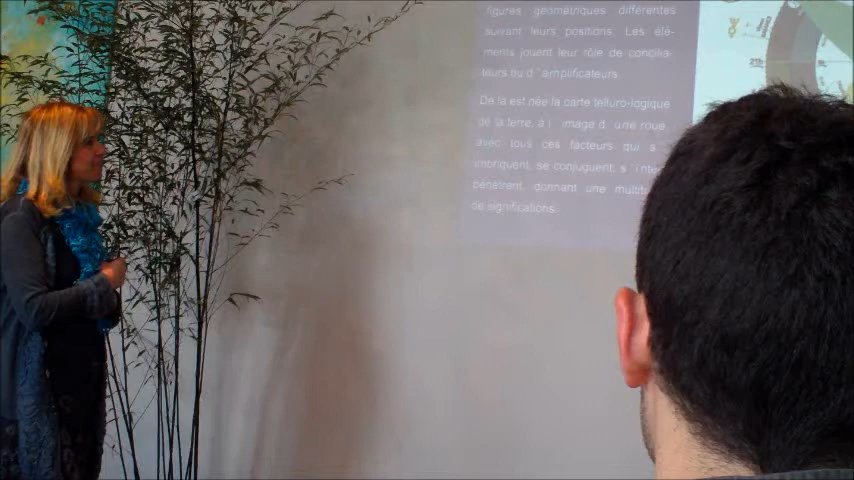 figures géométriques différentes
suivant leurs positions. Les élé-
ments jouent leur rôle de concilia-
teurs ou d'amplificateurs.
De là est née la carte telluro-logique
de la terre, à l'image d'une roue
avec tous ces facteurs qui s
imbriquent, se conjuguent, s'inter
pénètrent, donnant une multitu
de significations.